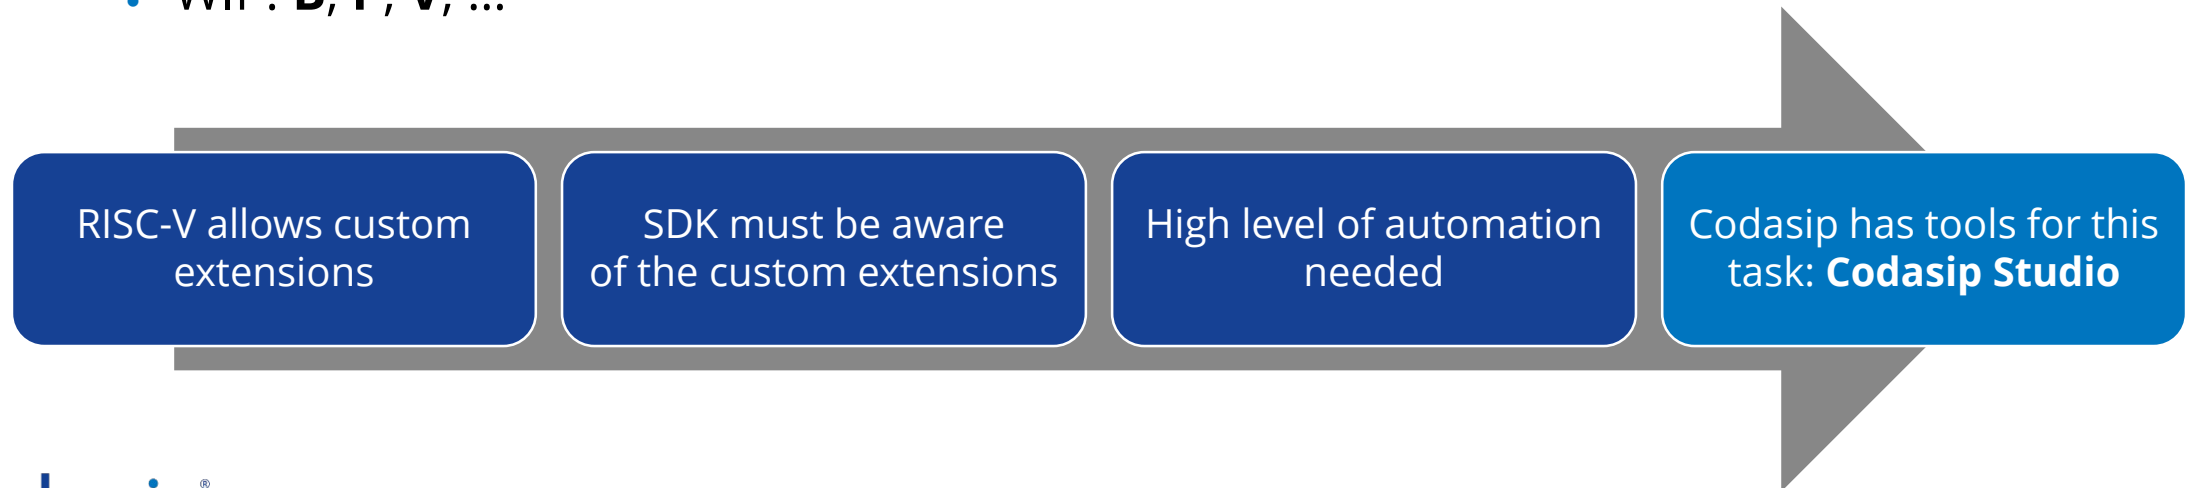 RISC-V allows custom
extensions
SDK must be aware
of the custom extensions
High level of automation
needed
Codasip has tools for this
task: Codasip Studio
®